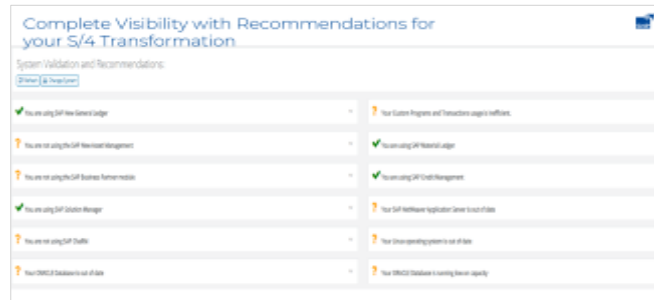 Complete Visibility with Recommendations for
your S/4 Transformation
System Validation and Recommendations:
Refresh Change System
You are using SAP New General Ledger
Your Custom Programs and Transactions usage is inefficient.
You are not using the SAP New Asset Management
You are using SAP Material Ledger
You are not using the SAP Business Partner module
You are using SAP Credit Management
You are using SAP Solution Manager
Your SAP NetWeaver Application Server is out of date
You are not using SAP
Your Linux operating system is out of date
Your ORACLE Database is out of date
Your ORACLE Database is running low on capacity